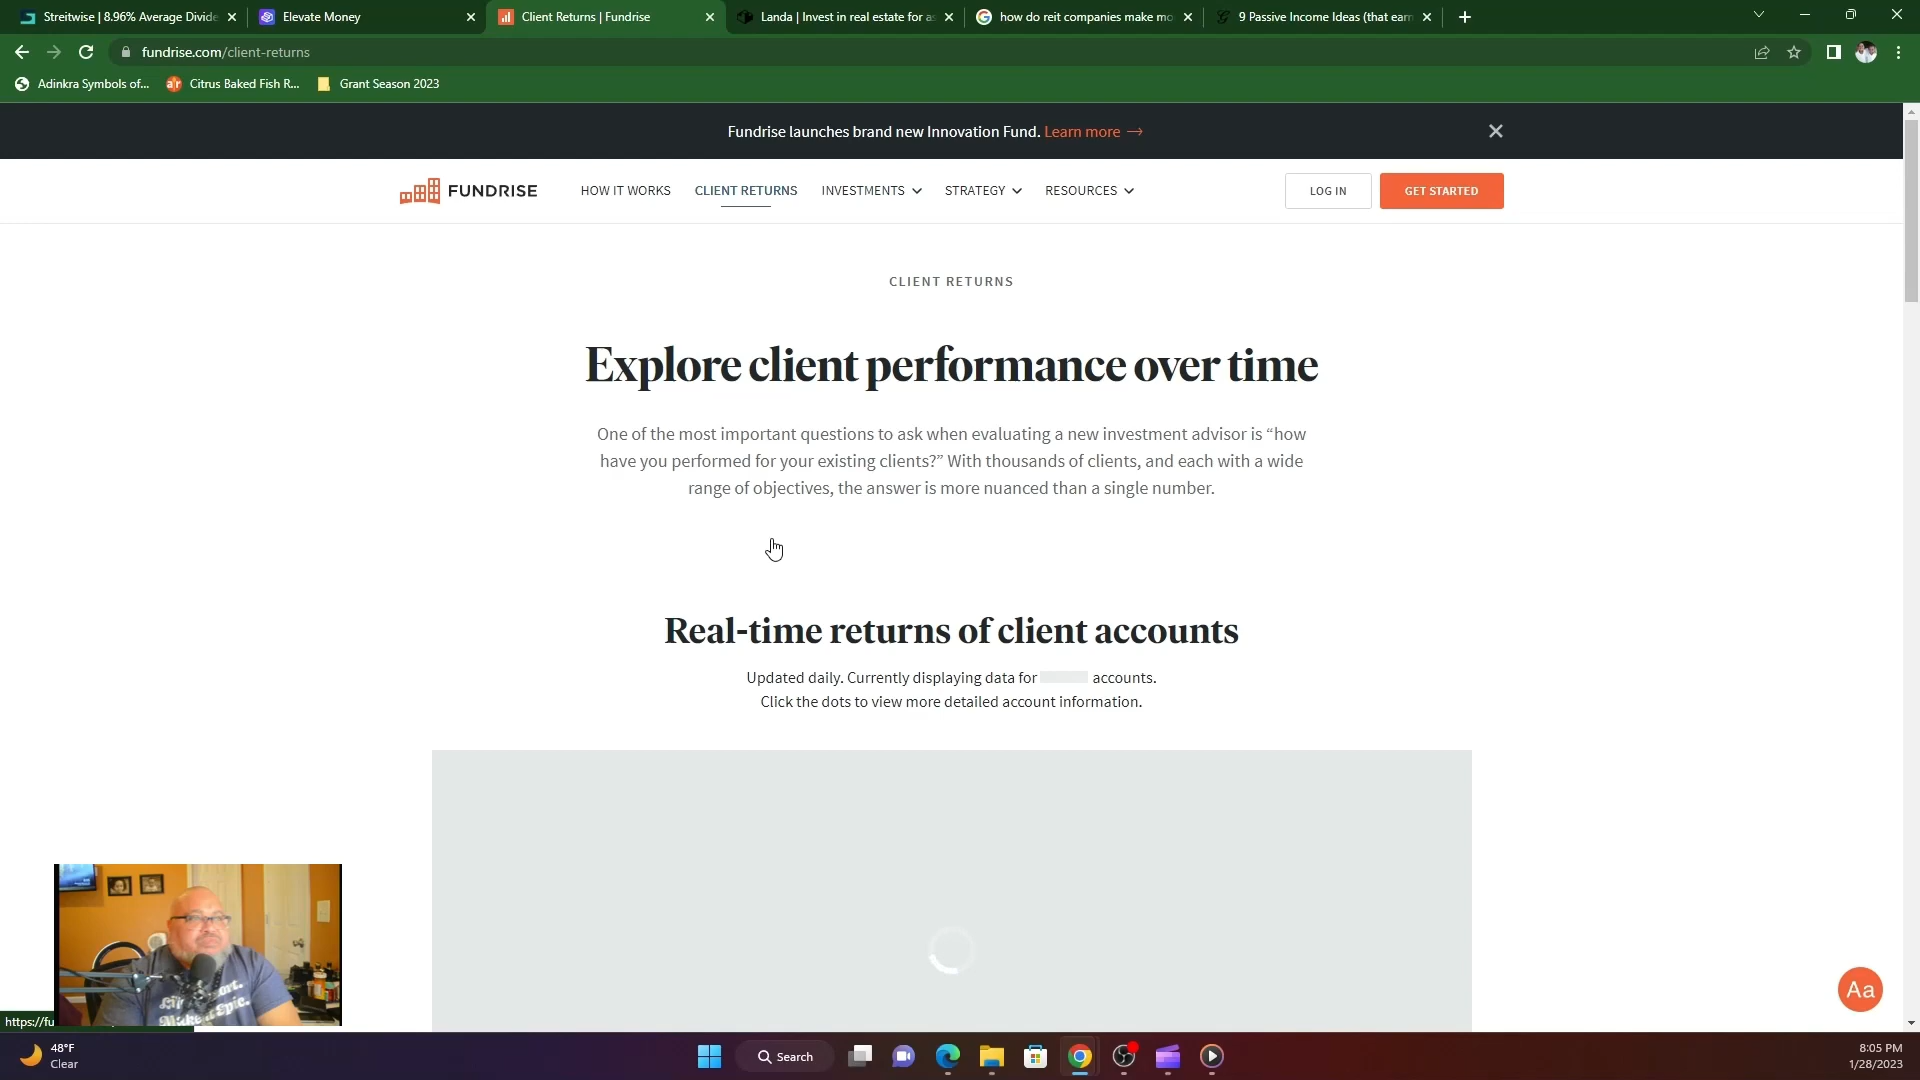 Streitwise | 8.96% Average Divide
Elevate Money
Client Returns | Fundrise
Landa | Invest in real estate for as
how do reit companies make mo
9 Passive Income Ideas (that earn
fundrise.com/client-returns
Adinkra Symbols of...
Citrus Baked Fish R...
Grant Season 2023
Fundrise launches brand new Innovation Fund. Learn more →
FUNDRISE
HOW IT WORKS
CLIENT RETURNS
INVESTMENTS
STRATEGY
RESOURCES
LOG IN
GET STARTED
CLIENT RETURNS
Explore client performance over time
One of the most important questions to ask when evaluating a new investment advisor is “how
have you performed for your existing clients?” With thousands of clients, and each with a wide
range of objectives, the answer is more nuanced than a single number.
Real-time returns of client accounts
Updated daily. Currently displaying data for accounts.
Click the dots to view more detailed account information.
Make it Epic.
Aa
https://fu
48°F
Clear
Search
8:05 PM
1/28/2023